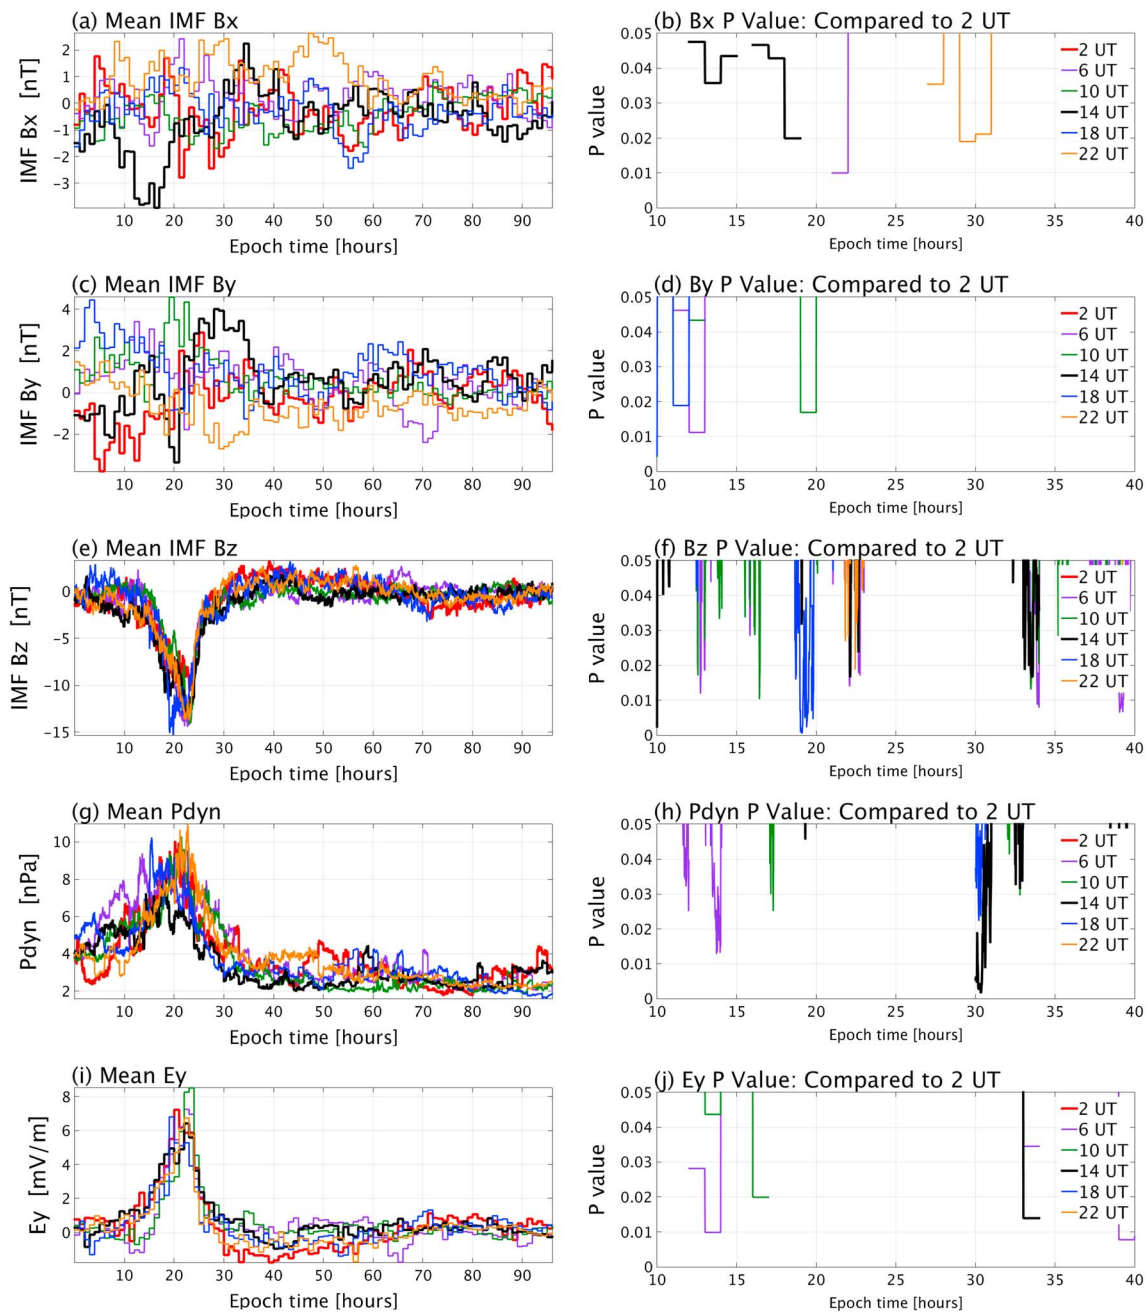 (a) Mean IMF Bx
IMF Bx [nT]
2
1
0
−1
−2
−3
10 20 30 40 50 60 70 80 90
Epoch time [hours]
(b) Bx P Value: Compared to 2 UT
P value
0.05
0.04
0.03
0.02
0.01
0
10 15 20 25 30 35 40
Epoch time [hours]
2 UT
6 UT
10 UT
14 UT
18 UT
22 UT
(c) Mean IMF By
IMF By [nT]
4
2
0
−2
10 20 30 40 50 60 70 80 90
Epoch time [hours]
(d) By P Value: Compared to 2 UT
P value
0.05
0.04
0.03
0.02
0.01
0
10 15 20 25 30 35 40
Epoch time [hours]
2 UT
6 UT
10 UT
14 UT
18 UT
22 UT
(e) Mean IMF Bz
IMF Bz [nT]
0
−5
−10
−15
10 20 30 40 50 60 70 80 90
Epoch time [hours]
(f) Bz P Value: Compared to 2 UT
P value
0.05
0.04
0.03
0.02
0.01
0
10 15 20 25 30 35 40
Epoch time [hours]
2 UT
6 UT
10 UT
14 UT
18 UT
22 UT
(g) Mean Pdyn
Pdyn [nPa]
10
8
6
4
2
10 20 30 40 50 60 70 80 90
Epoch time [hours]
(h) Pdyn P Value: Compared to 2 UT
P value
0.05
0.04
0.03
0.02
0.01
0
10 15 20 25 30 35 40
Epoch time [hours]
2 UT
6 UT
10 UT
14 UT
18 UT
22 UT
(i) Mean Ey
Ey [mV/m]
8
6
4
2
0
10 20 30 40 50 60 70 80 90
Epoch time [hours]
(j) Ey P Value: Compared to 2 UT
P value
0.05
0.04
0.03
0.02
0.01
0
10 15 20 25 30 35 40
Epoch time [hours]
2 UT
6 UT
10 UT
14 UT
18 UT
22 UT